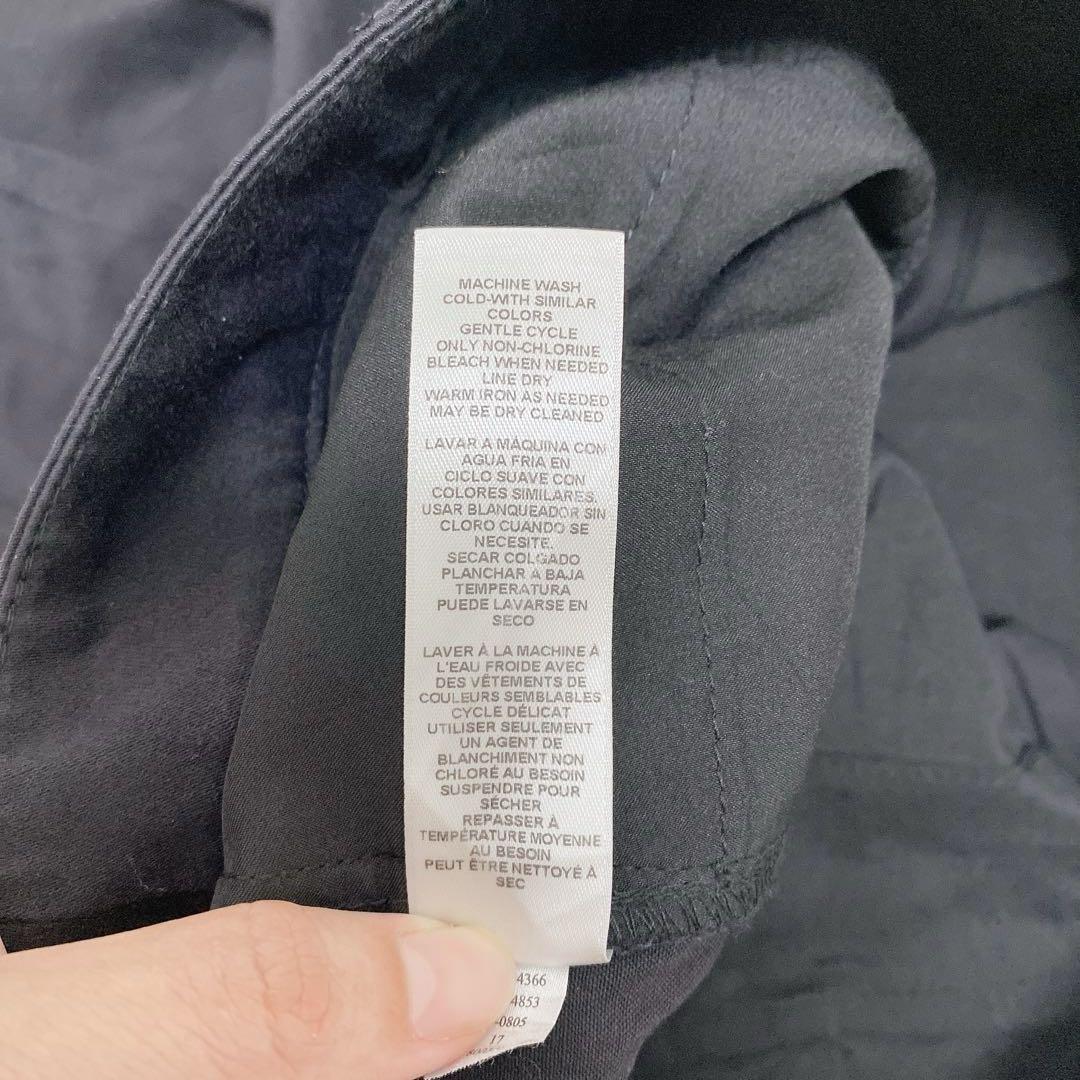 MACHINE WASH
COLD-WITH SIMILAR
COLORS
GENTLE CYCLE
ONLY NON-CHLORINE
BLEACH WHEN NEEDED
LINE DRY
WARM IRON AS NEEDED
MAY BE DRY CLEANED
LAVAR A MÁQUINA CON
AGUA FRIA EN
CICLO SUAVE CON
COLORES SIMILARES.
USAR BLANQUEADOR SIN
CLORO CUANDO SE
NECESITE.
SECAR COLGADO
PLANCHAR A BAJA
TEMPERATURA
PUEDE LAVARSE EN
SECO
LAVER À LA MACHINE À
L'EAU FROIDE AVEC
DES VÊTEMENTS DE
COULEURS SEMBLABLES
CYCLE DÉLICAT
UTILISER SEULEMENT
UN AGENT DE
BLANCHIMENT NON
CHLORÉ AU BESOIN
SUSPENDRE POUR
SÉCHER
REPASSER À
TEMPÉRATURE MOYENNE
AU BESOIN
PEUT ÊTRE NETTOYÉ À
SEC
4366
4853
-0805
17